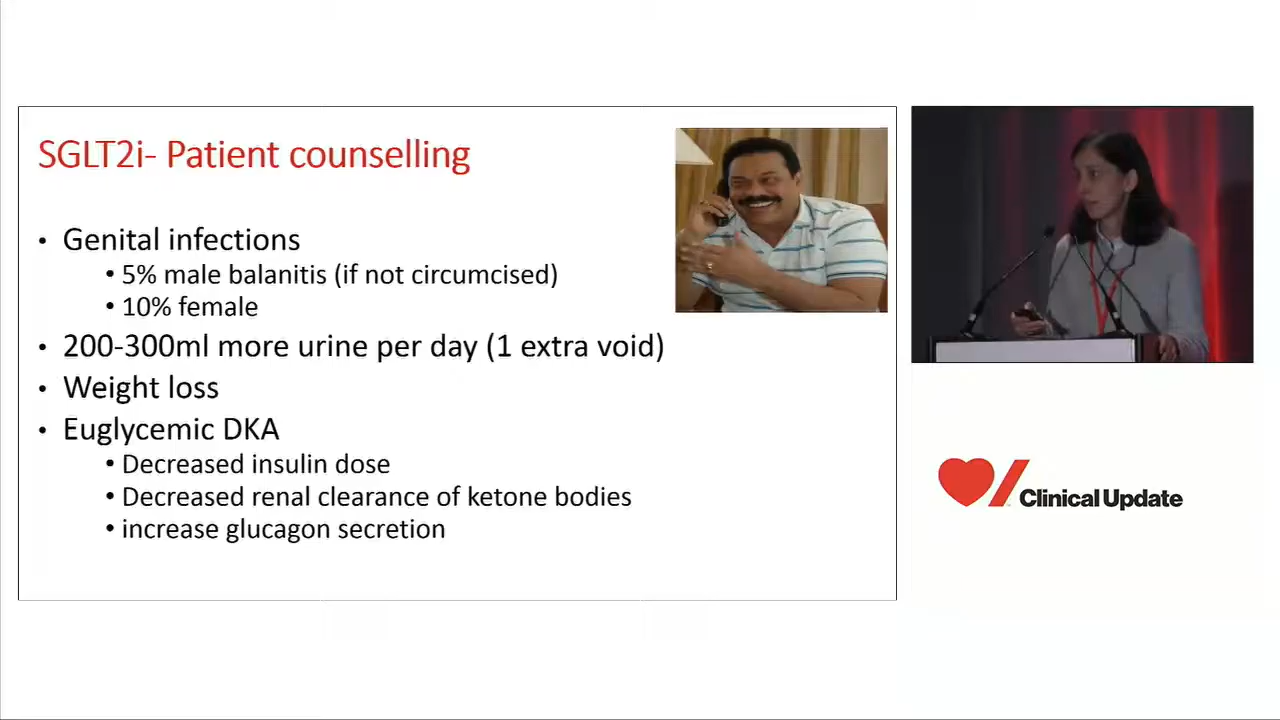 SGLT2i- Patient counselling
• Genital infections
• 5% male balanitis (if not circumcised)
• 10% female
• 200-300ml more urine per day (1 extra void)
• Weight loss
• Euglycemic DKA
• Decreased insulin dose
• Decreased renal clearance of ketone bodies
• increase glucagon secretion
Clinical Update